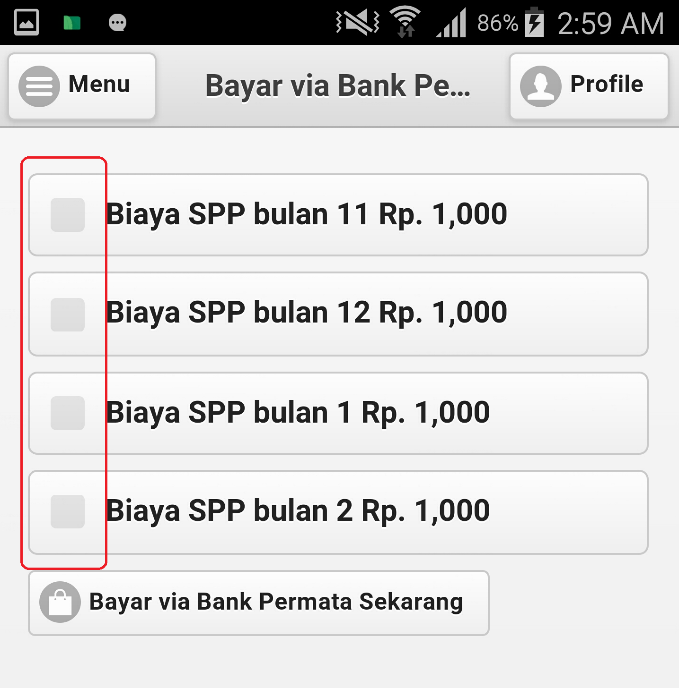 86% 2:59 AM
Menu Bayar via Bank Pe... Profile
Biaya SPP bulan 11 Rp. 1,000
Biaya SPP bulan 12 Rp. 1,000
Biaya SPP bulan 1 Rp. 1,000
Biaya SPP bulan 2 Rp. 1,000
Bayar via Bank Permata Sekarang